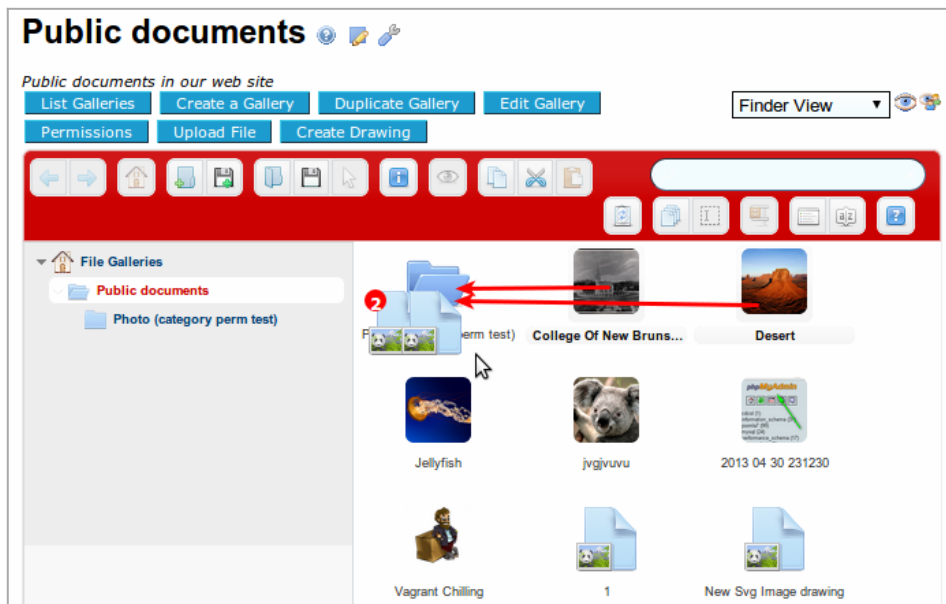 Public documents
Public documents in our web site
List Galleries Create a Gallery Duplicate Gallery Edit Gallery
Finder View
Permissions Upload File Create Drawing
File Galleries
Public documents
Photo (category perm test)
2
P erm test) College Of New Bruns... Desert
phpMyAdmin
Jellyfish jvgjvuvu 2013 04 30 231230
Vagrant Chilling 1 New Svg Image drawing